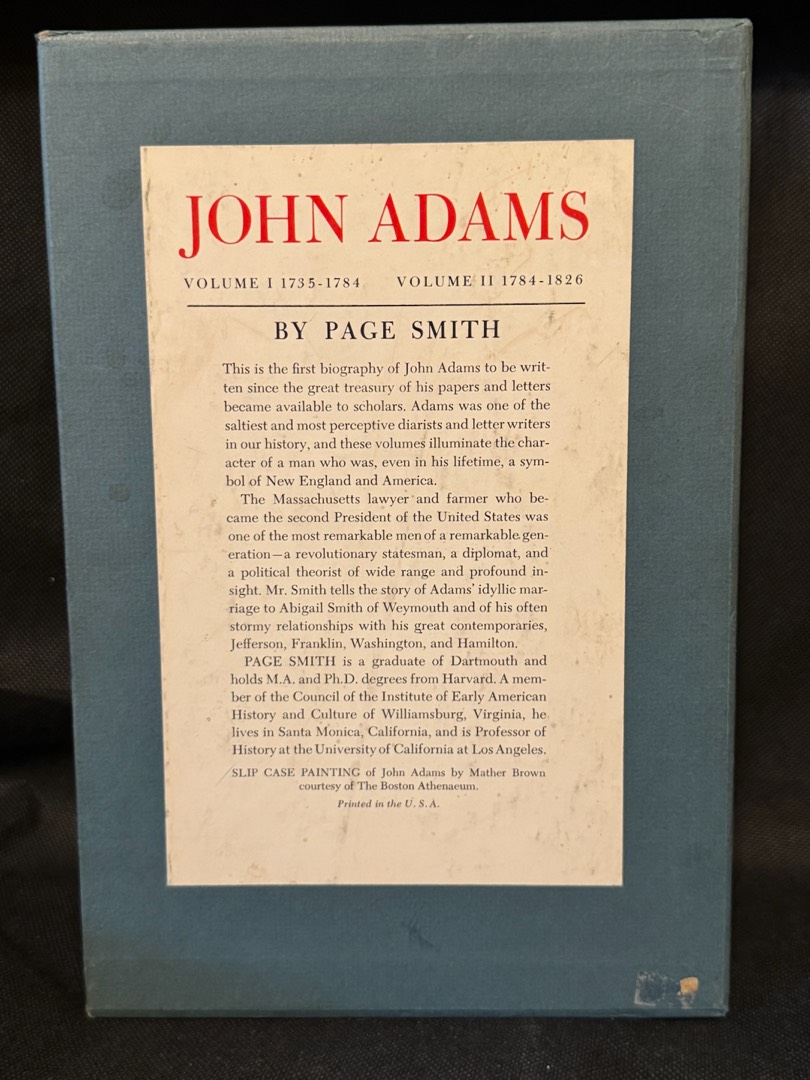 JOHN ADAMS
VOLUME I 1735-1784 VOLUME II 1784-1826
BY PAGE SMITH
This is the first biography of John Adams to be writ-
ten since the great treasury of his papers and letters
became available to scholars. Adams was one of the
saltiest and most perceptive diarists and letter writers
in our history, and these volumes illuminate the char-
acter of a man who was, even in his lifetime, a sym-
bol of New England and America.
The Massachusetts lawyer and farmer who be-
came the second President of the United States was
one of the most remarkable men of a remarkable gen-
eration—a revolutionary statesman, a diplomat, and
a political theorist of wide range and profound in-
sight. Mr. Smith tells the story of Adams' idyllic mar-
riage to Abigail Smith of Weymouth and of his often
stormy relationships with his great contemporaries,
Jefferson, Franklin, Washington, and Hamilton.
PAGE SMITH is a graduate of Dartmouth and
holds M.A. and Ph.D. degrees from Harvard. A mem-
ber of the Council of the Institute of Early American
History and Culture of Williamsburg, Virginia, he
lives in Santa Monica, California, and is Professor of
History at the University of California at Los Angeles.
SLIP CASE PAINTING of John Adams by Mather Brown
courtesy of The Boston Athenaeum.
Printed in the U. S. A.